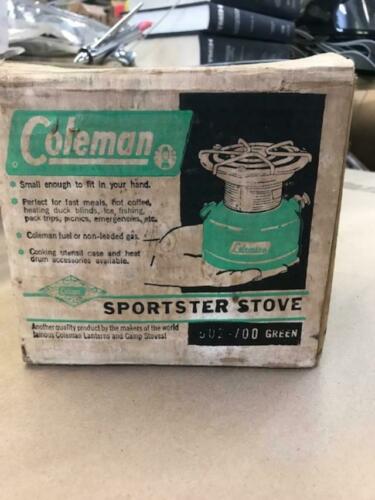 Coleman
Small enough to fit in your hand.
Perfect for fast meals, hot coffee,
heating duck blinds, ice fishing,
pack trips, picnics, emergencies, etc.
Coleman fuel or non-leaded gas.
Cooking utensil case and heat
drum accessories available.
Coleman
Coleman
SPORTSTER STOVE
Another quality product by the makers of the world
famous Coleman Lanterns and Camp Stoves!
502-700 GREEN